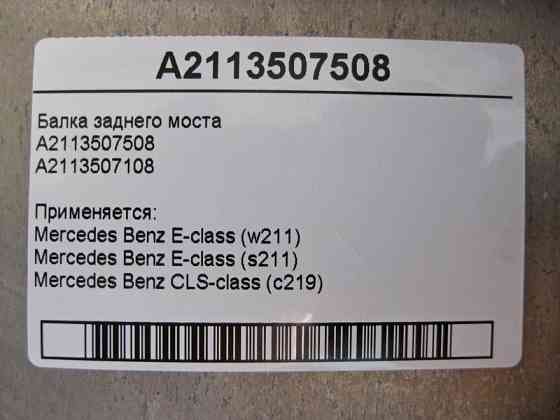 A2113507508
Балка заднего моста
A2113507508
A2113507108
Применяется:
Mercedes Benz E-class (w211)
Mercedes Benz E-class (s211)
Mercedes Benz CLS-class (c219)